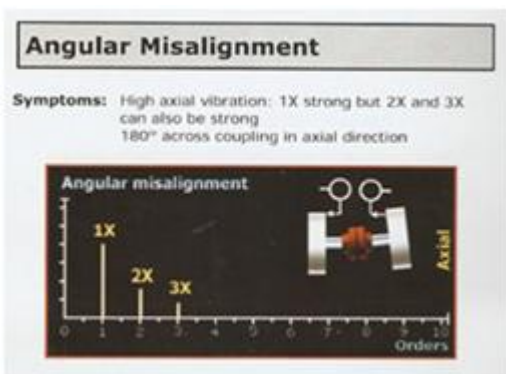 Angular Misalignment
Symptoms: High axial vibration: 1X strong but 2X and 3X
can also be strong
180° across coupling in axial direction
Angular misalignment
1X
2X
3X
Axial
0 1 2 3 4 5 6 7 8 9 10
Orders